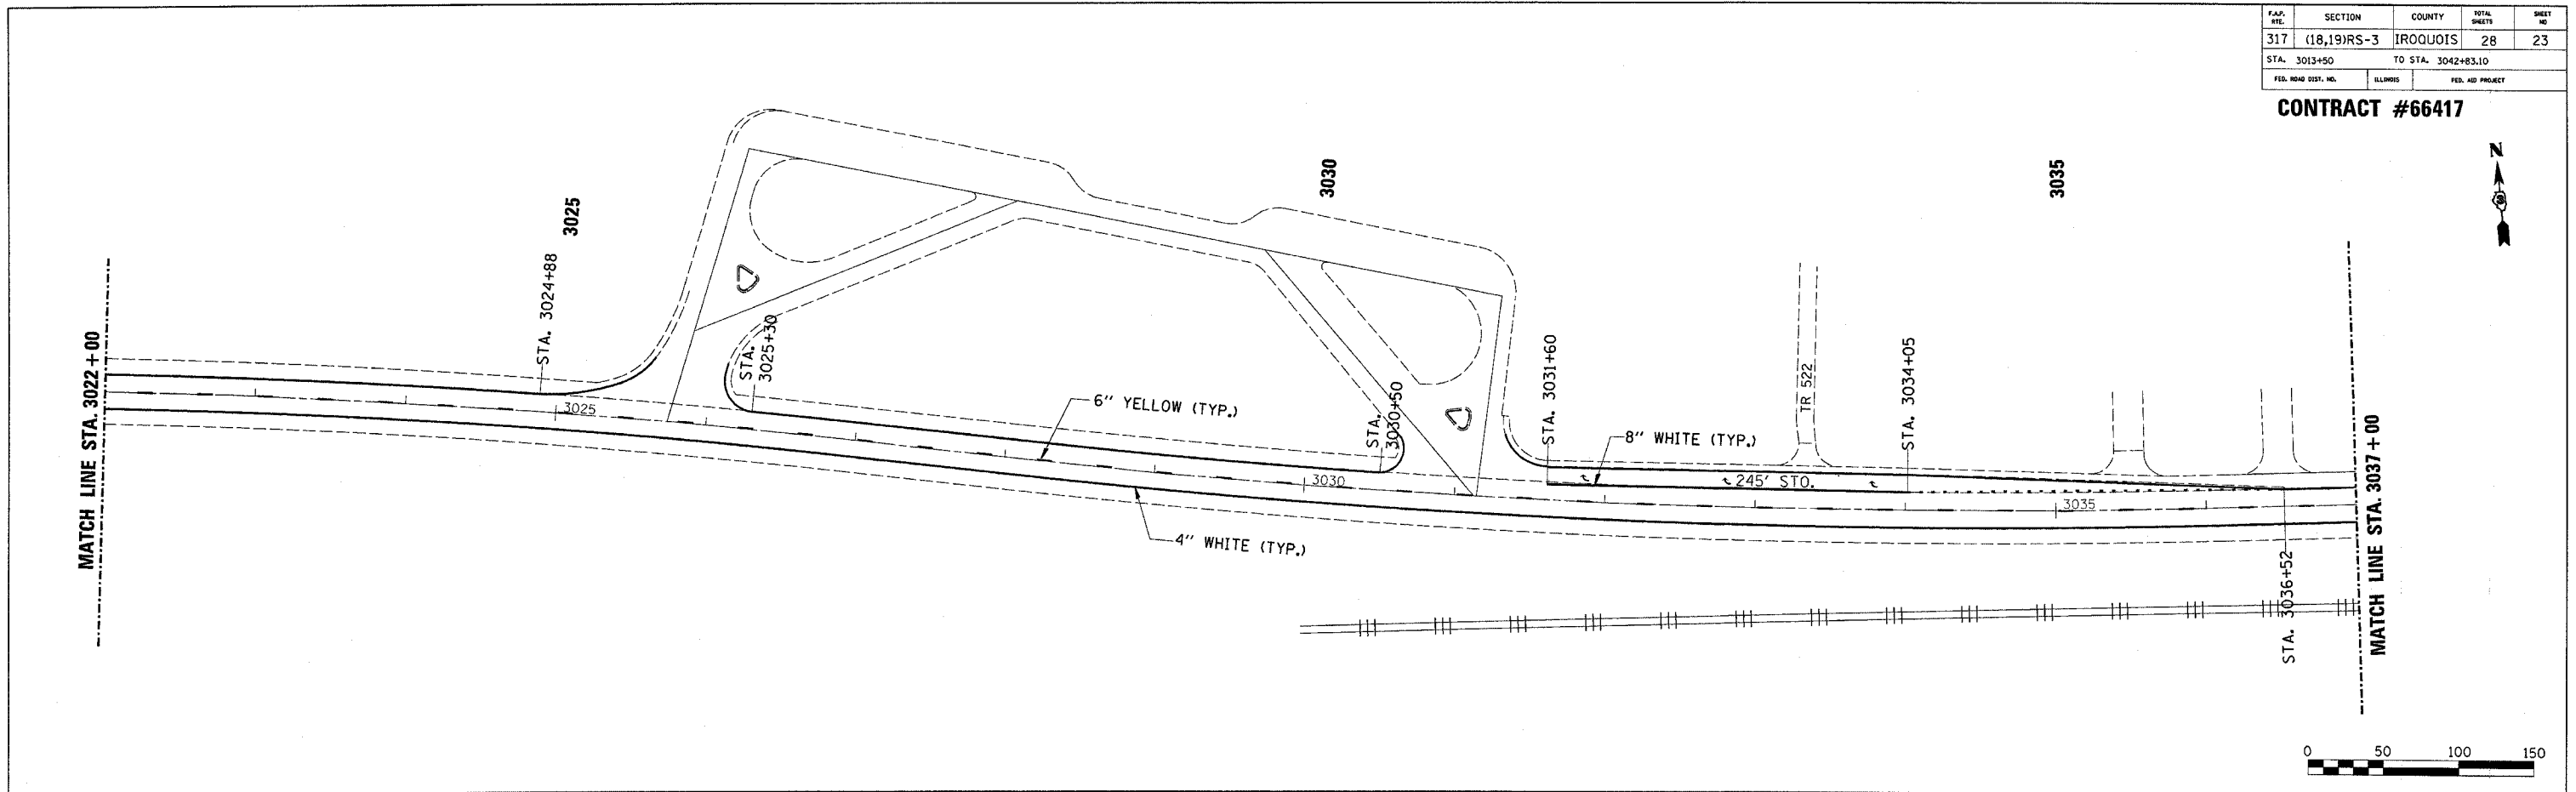 F.A.P. RTE. SECTION COUNTY TOTAL SHEETS SHEET NO
317 (18,19)RS-3 IROQUOIS 28 23
STA. 3013+50 TO STA. 3042+83.10
FED. ROAD DIST. NO. ILLINOIS FED. AID PROJECT
CONTRACT #66417
N
3025
3030
3035
MATCH LINE STA. 3022+00
STA. 3024+88
STA. 3025+30
STA. 3030+50
STA. 3031+60
TR 522
STA. 3034+05
STA. 3036+52
MATCH LINE STA. 3037+00
6" YELLOW (TYP.)
8" WHITE (TYP.)
4" WHITE (TYP.)
245' STO.
3025
3030
3035
0 50 100 150